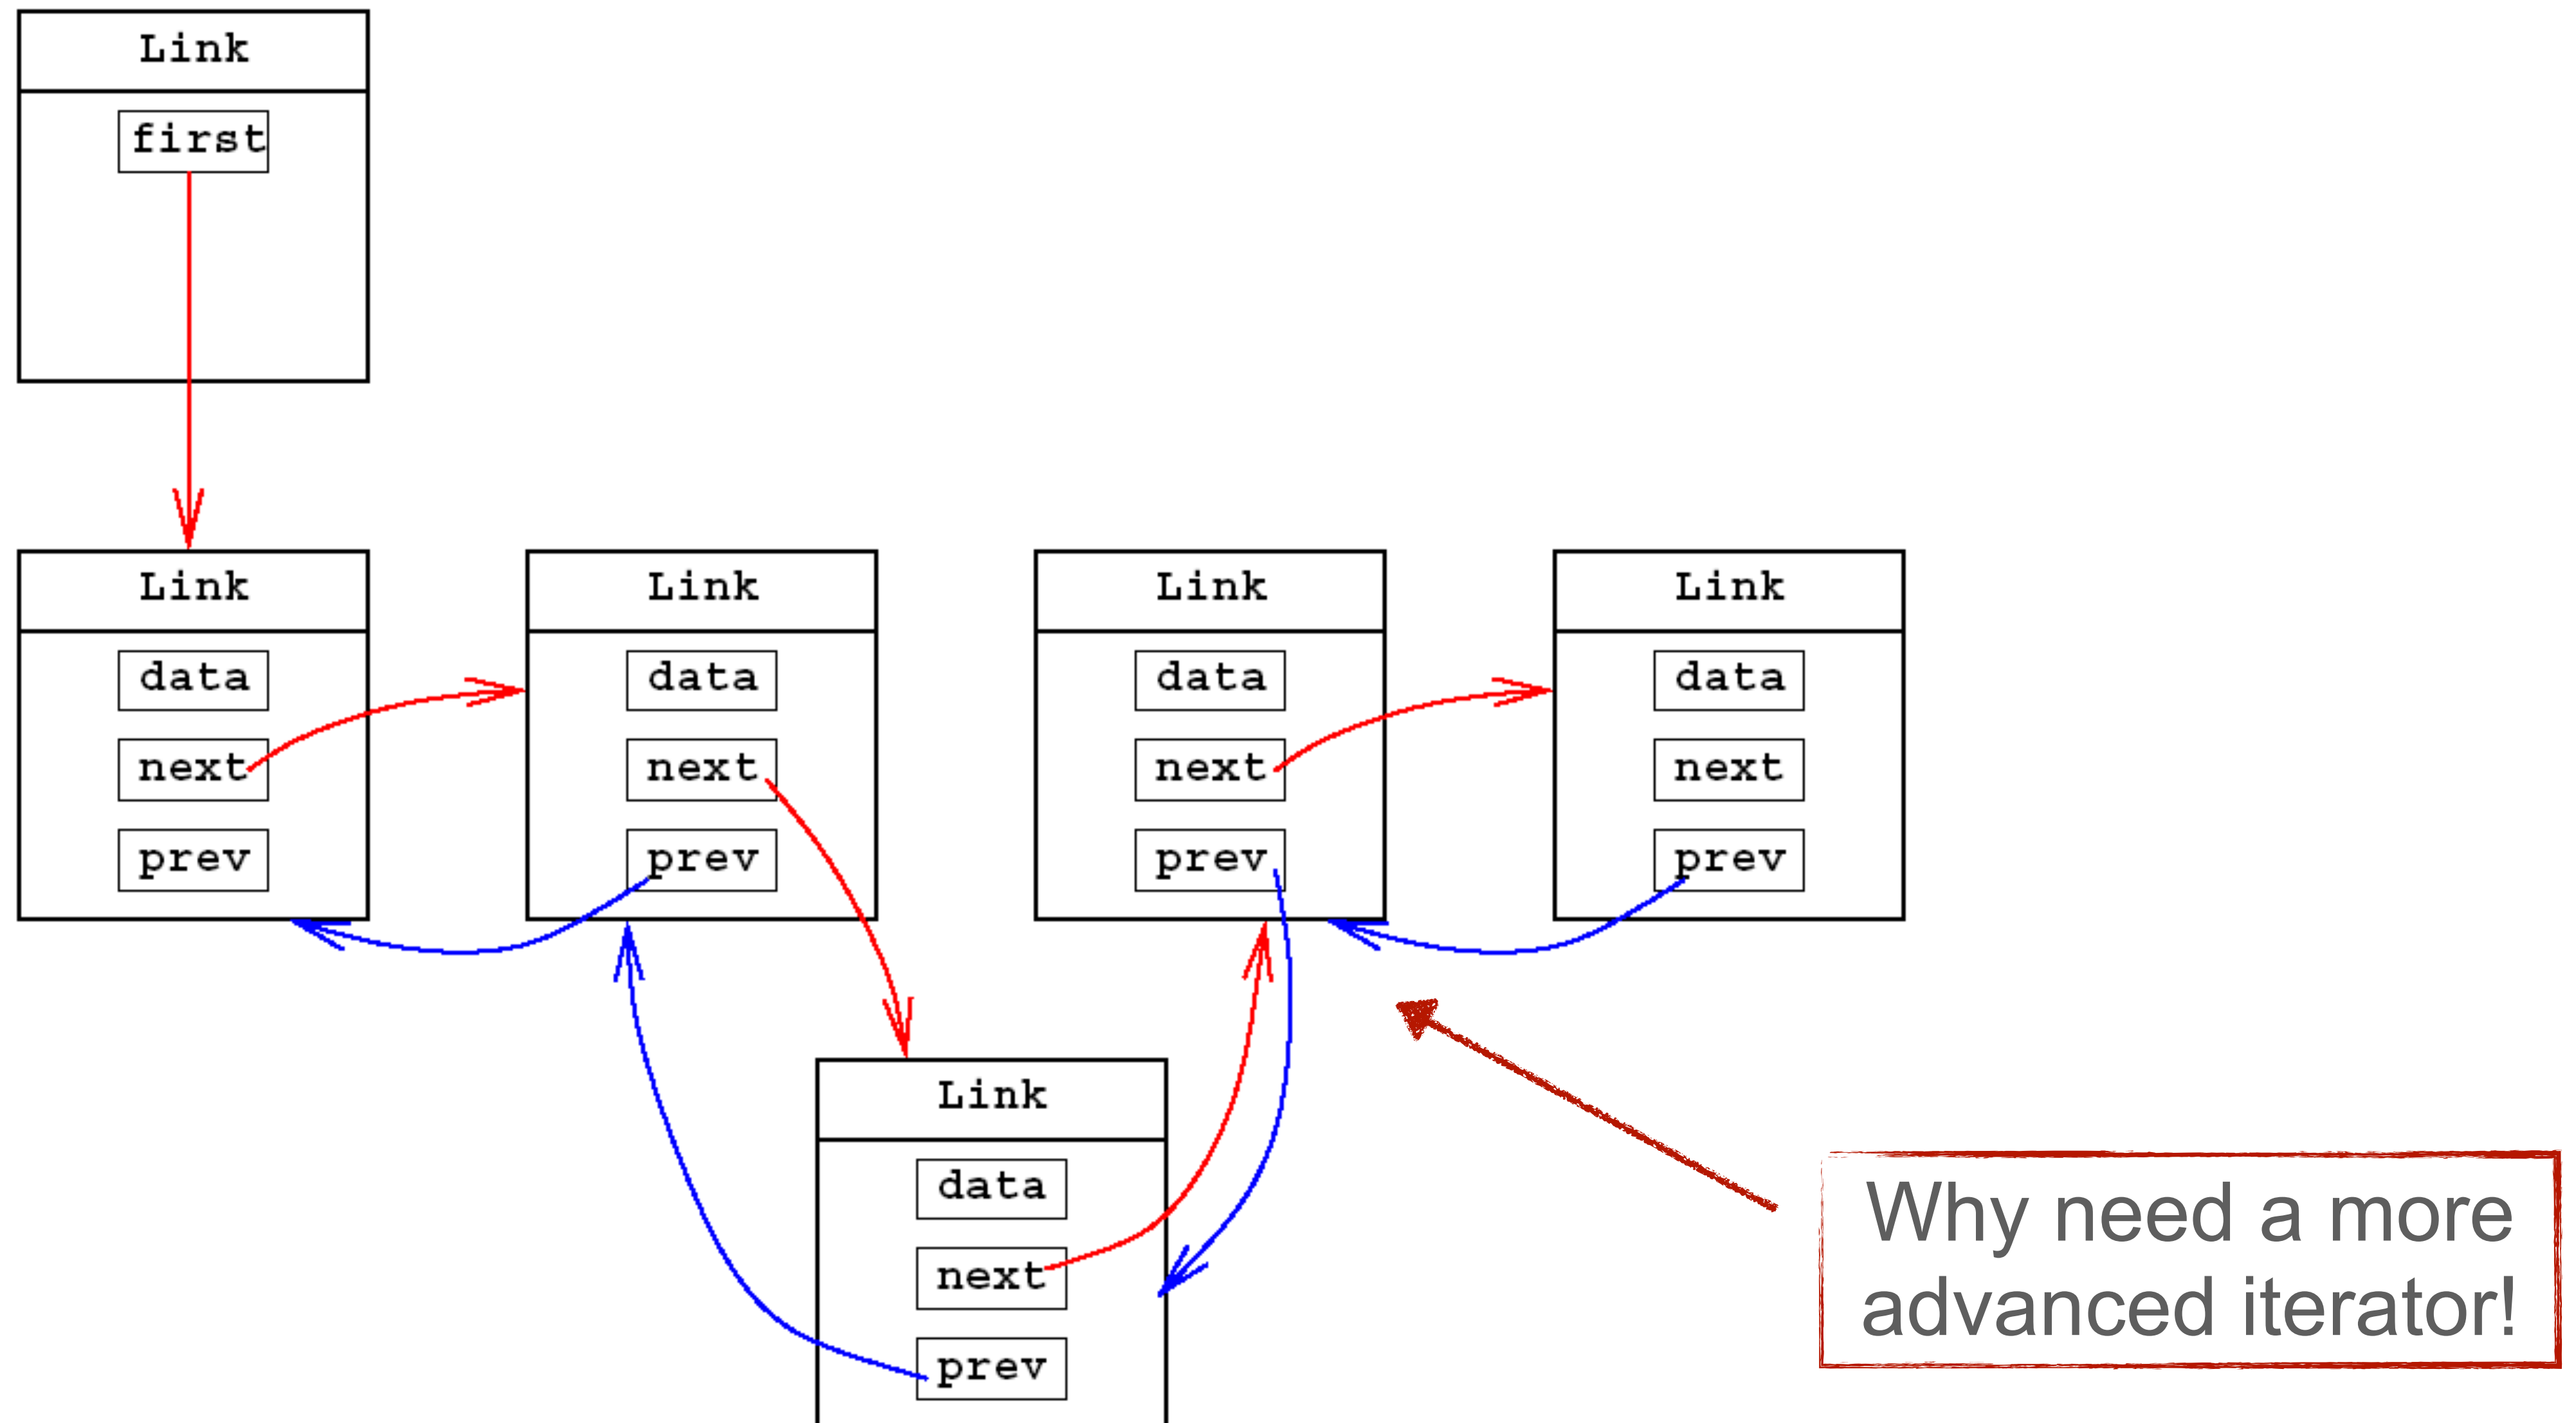 Link
first
Link
data
next
prev
Link
data
next
prev
Link
data
next
prev
Link
data
next
prev
Link
data
next
prev
Why need a more
advanced iterator!